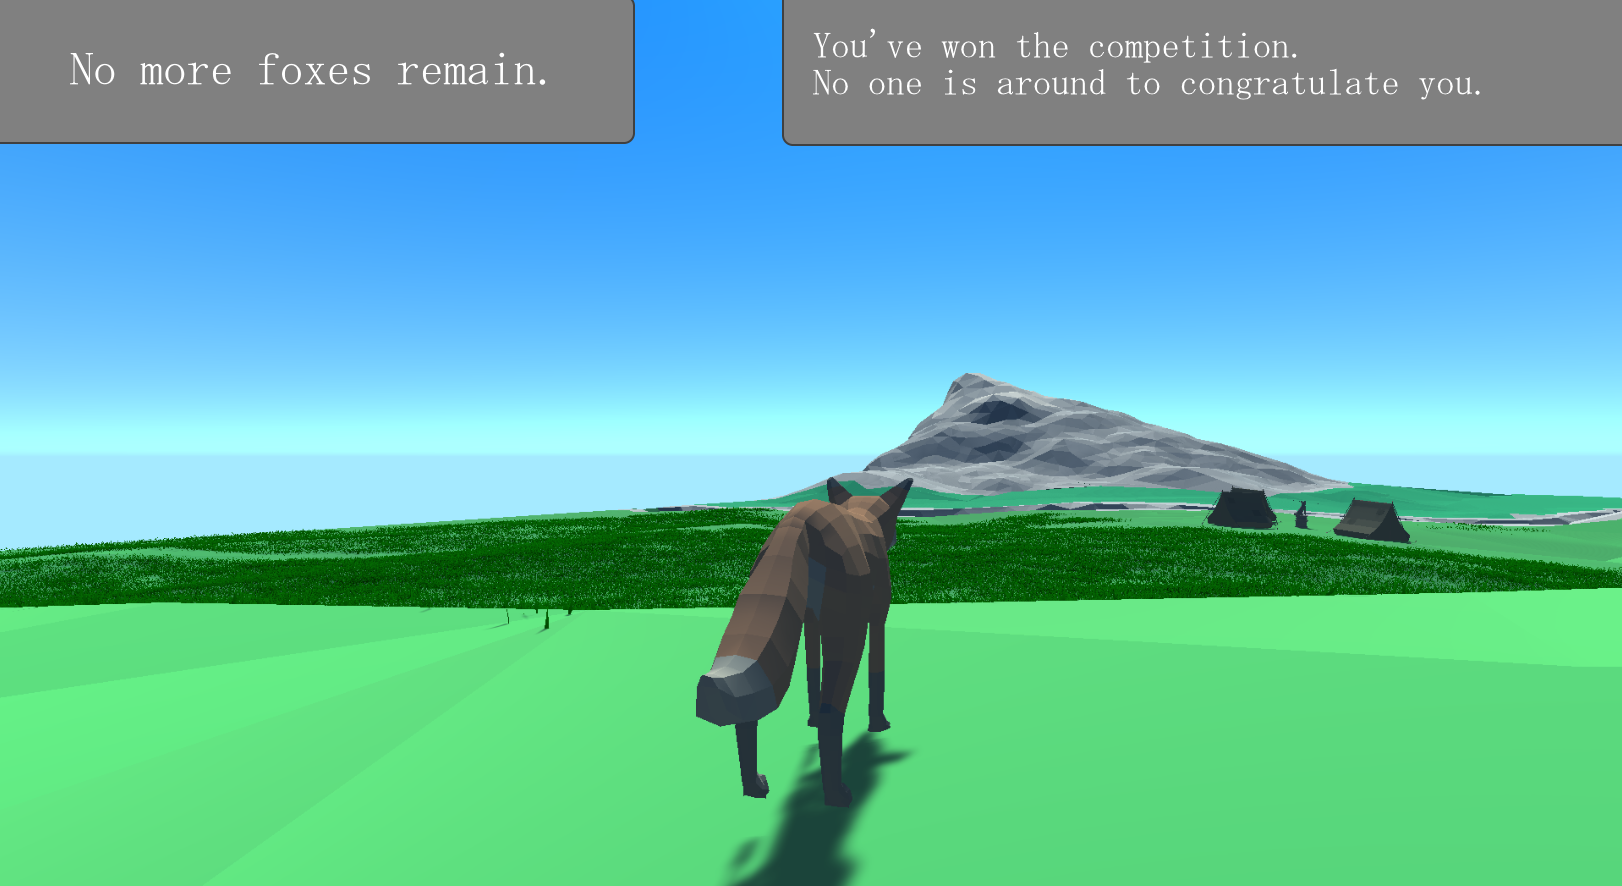 No more foxes remain.
You've won the competition.
No one is around to congratulate you.